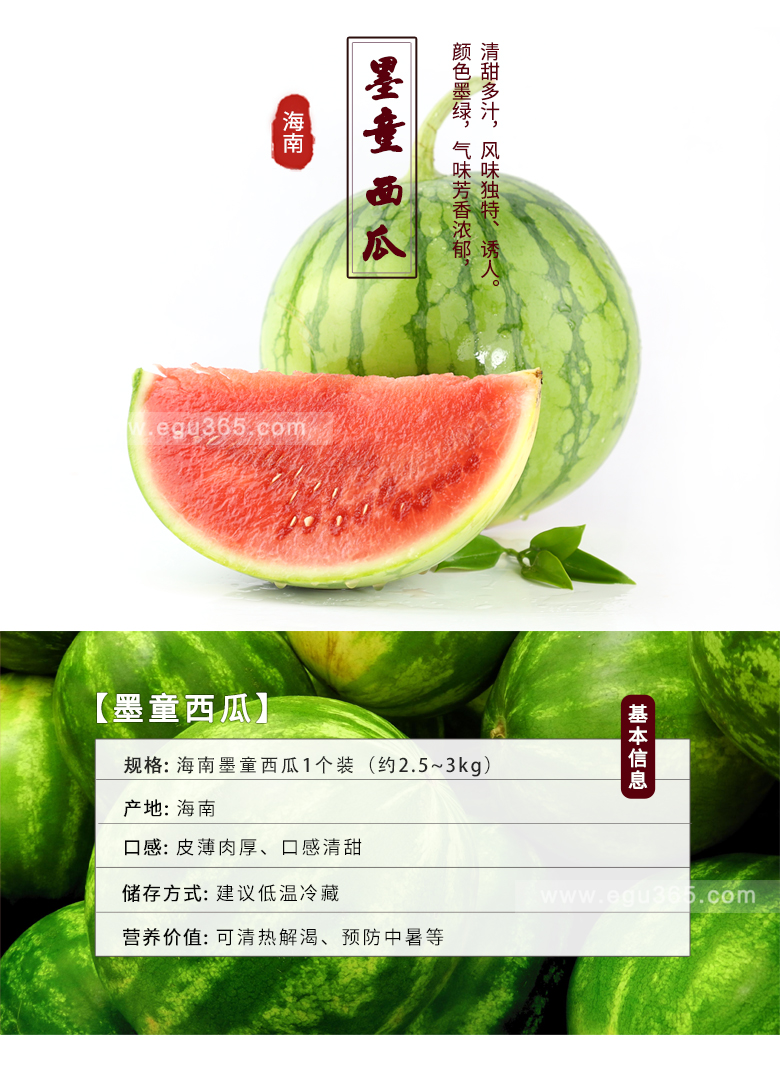 海南
墨童西瓜
清甜多汁，风味独特、诱人。
颜色墨绿，气味芳香浓郁，
w.egu365.com
【墨童西瓜】
基本信息
规格: 海南墨童西瓜1个装（约2.5~3kg）
产地: 海南
口感: 皮薄肉厚、口感清甜
储存方式: 建议低温冷藏
www.egu365.com
营养价值: 可清热解渴、预防中暑等